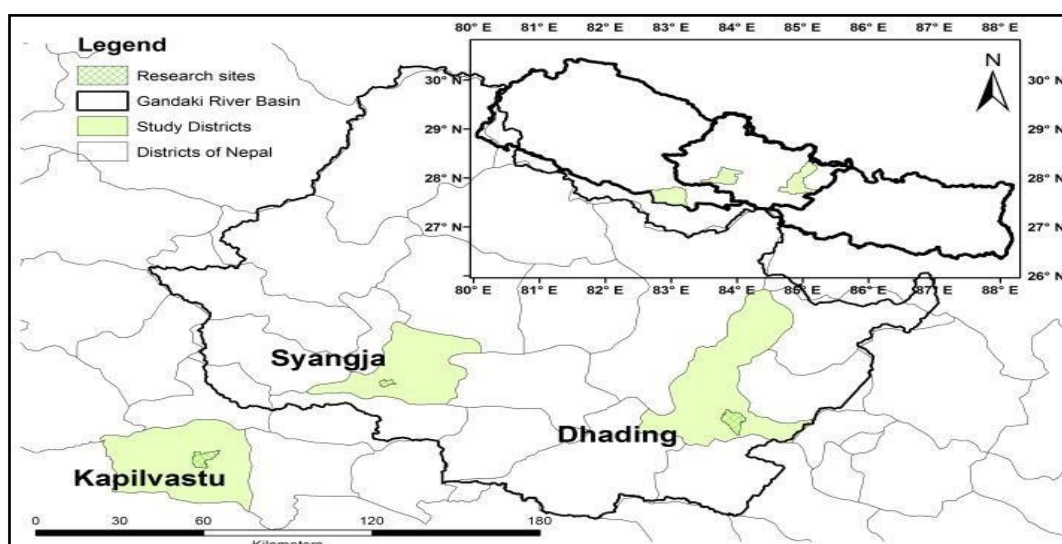 Legend
Research sites
Gandaki River Basin
Study Districts
Districts of Nepal
80° E 81° E 82° E 83° E 84° E 85° E 86° E 87° E 88° E
N
30° N 30° N
29° N 29° N
28° N 28° N
27° N 27° N
26° N
80° E 81° E 82° E 83° E 84° E 85° E 86° E 87° E 88° E
Syangja
Dhading
Kapilvastu
0 30 60 120 180
Kilometers